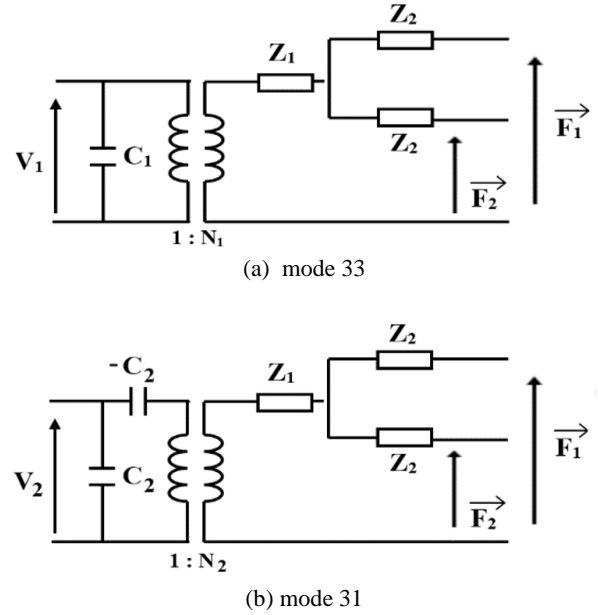 Z₂
Z₁
V₁
C₁
Z₂
F₁
F₂
1 : N₁
(a) mode 33
Z₂
-C₂
Z₁
V₂
C₂
Z₂
F₁
F₂
1 : N₂
(b) mode 31